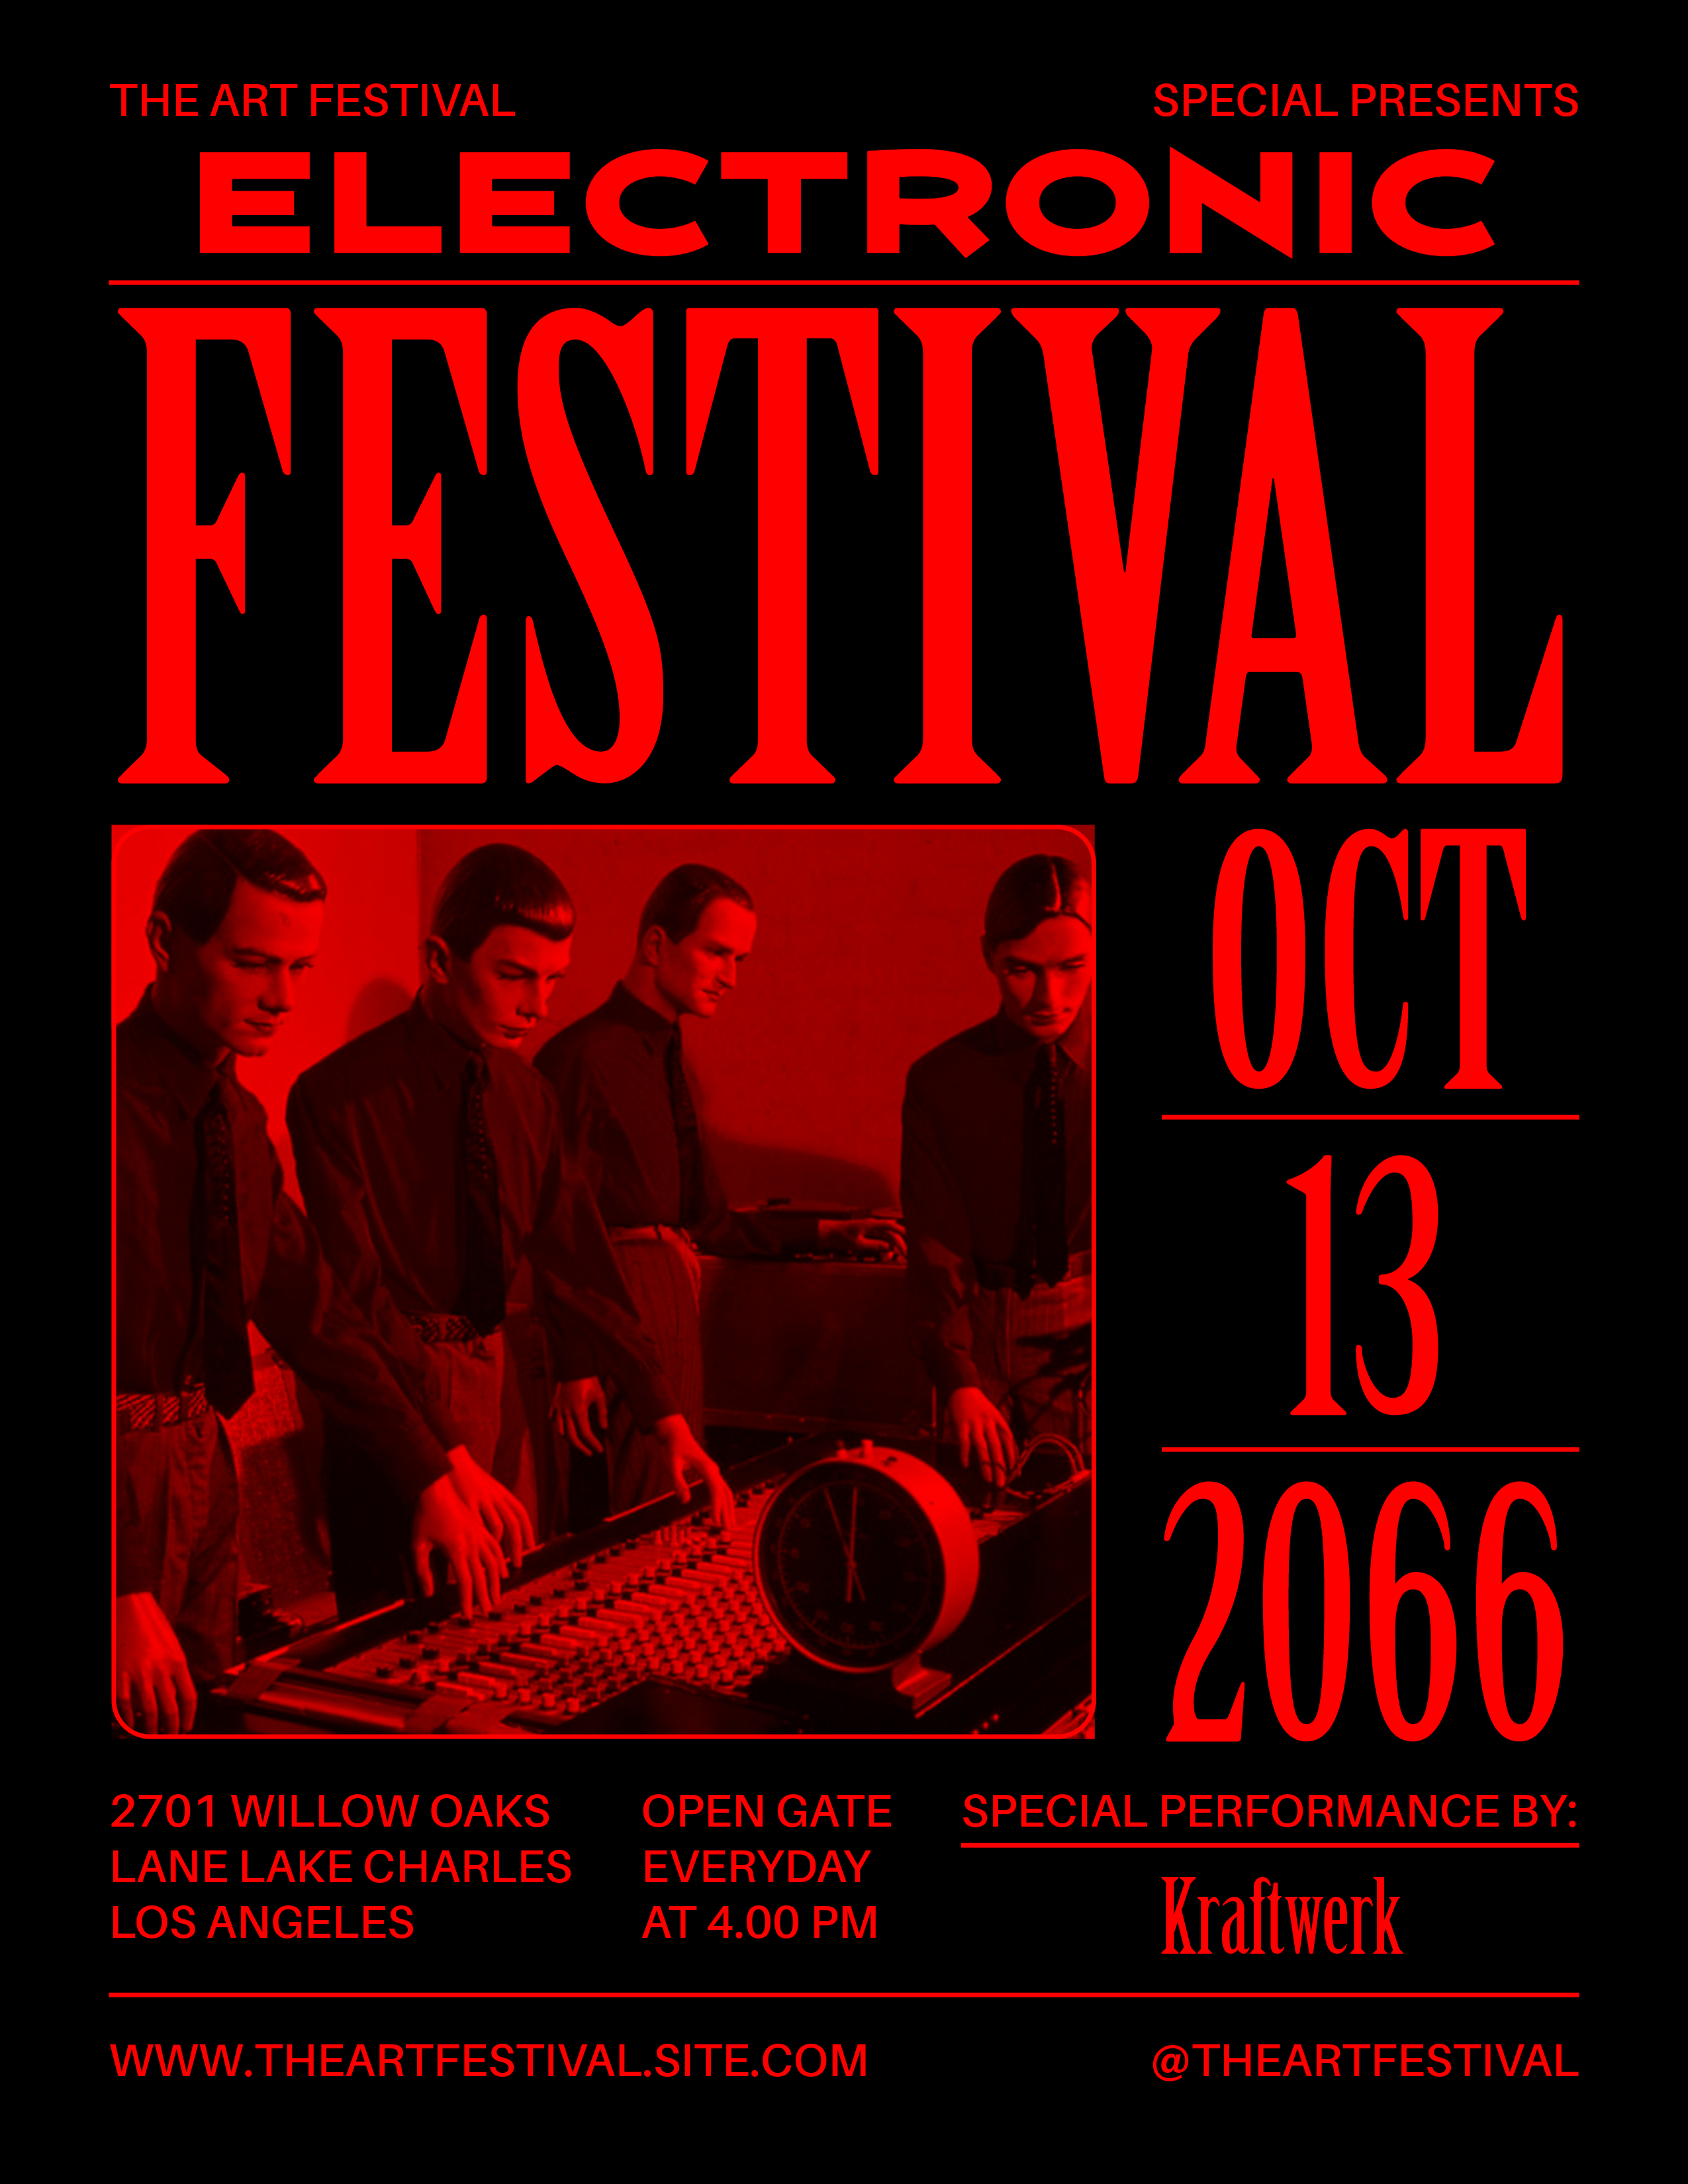 THE ART FESTIVAL
SPECIAL PRESENTS
ELECTRONIC
FESTIVAL
OCT
13
2066
2701 WILLOW OAKS
LANE LAKE CHARLES
LOS ANGELES
OPEN GATE
EVERYDAY
AT 4.00 PM
SPECIAL PERFORMANCE BY:
Kraftwerk
WWW.THEARTFESTIVAL.SITE.COM
@THEARTFESTIVAL